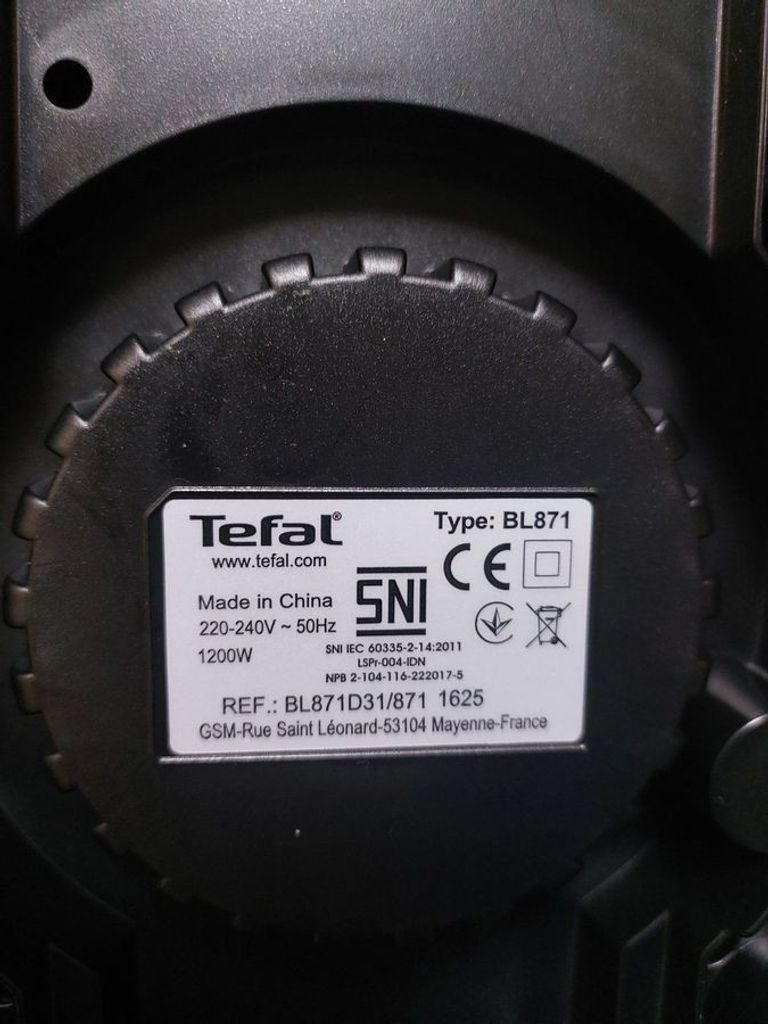 Tefal®
Type: BL871
www.tefal.com
CE
Made in China
SNI
220-240V ~ 50Hz
1200W
SNI IEC 60335-2-14:2011
LSPr-004-IDN
NPB 2-104-116-222017-5
REF.: BL871D31/871 1625
GSM-Rue Saint Léonard-53104 Mayenne-France